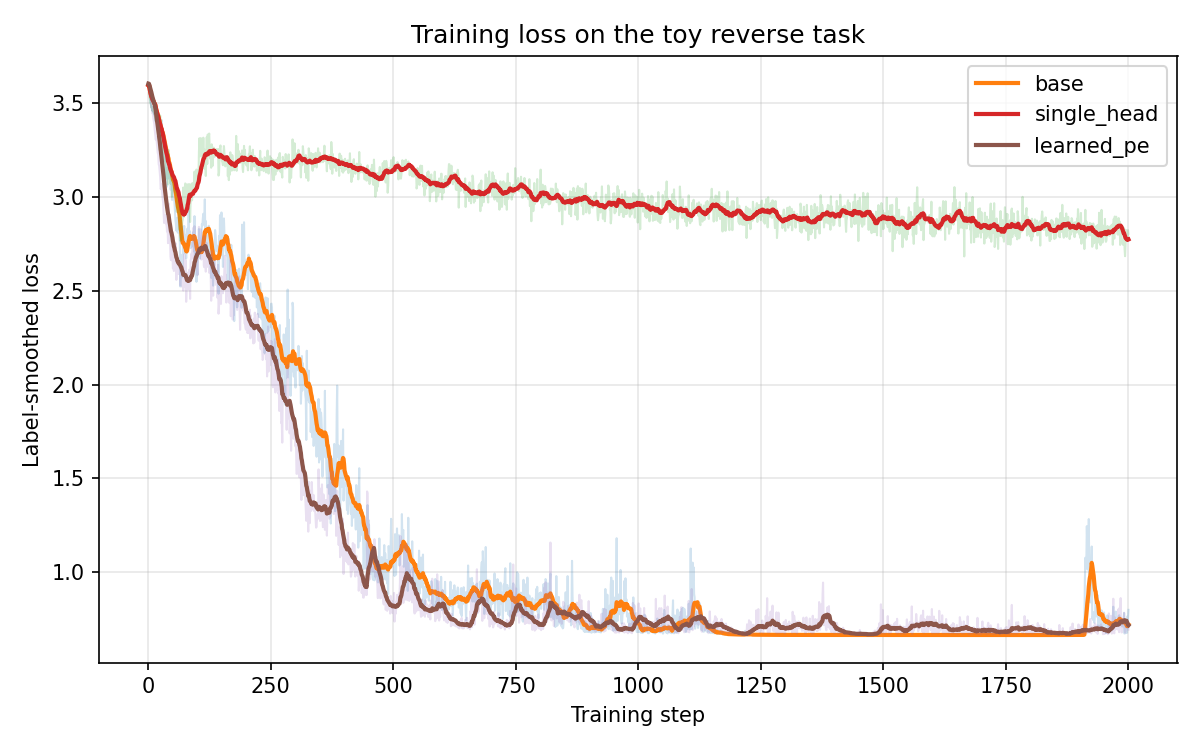 Training loss on the toy reverse task
base
single_head
learned_pe
Label-smoothed loss
3.5
3.0
2.5
2.0
1.5
1.0
0
250
500
750
1000
1250
1500
1750
2000
Training step